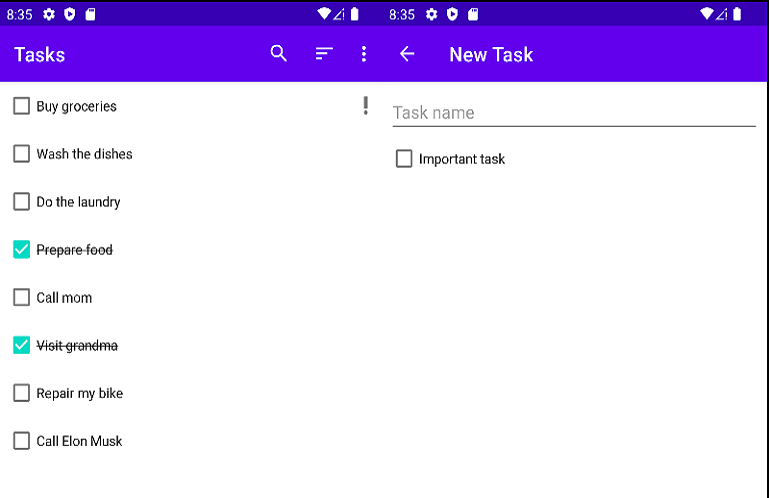 8:35
Tasks
Buy groceries
Wash the dishes
Do the laundry
Prepare food
Call mom
Visit grandma
Repair my bike
Call Elon Musk
8:35
New Task
Task name
Important task